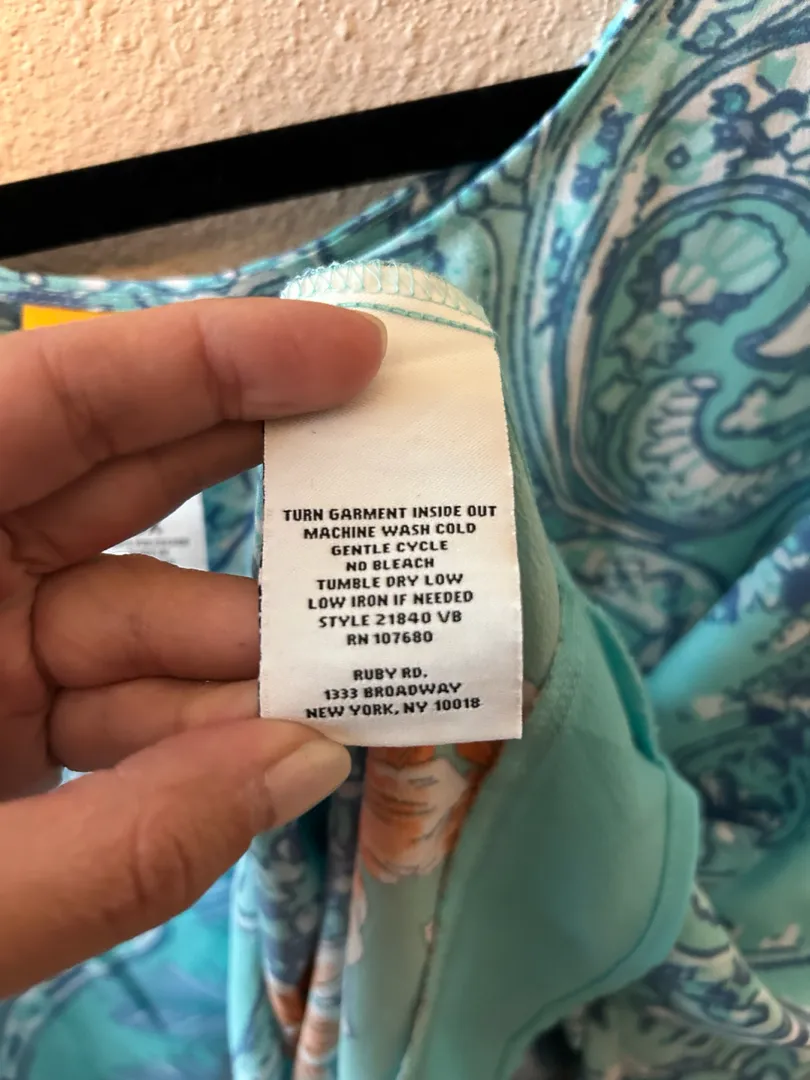 TURN GARMENT INSIDE OUT
MACHINE WASH COLD
GENTLE CYCLE
NO BLEACH
TUMBLE DRY LOW
LOW IRON IF NEEDED
STYLE 21840 VB
RN 107680
RUBY RD.
1333 BROADWAY
NEW YORK, NY 10018